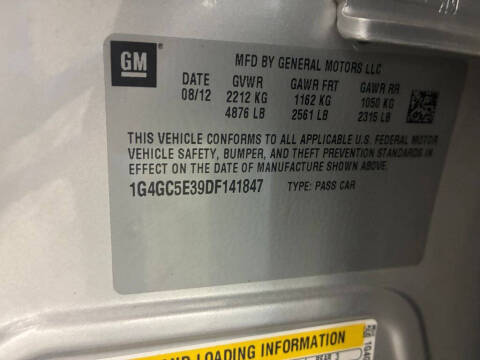 GM
MFD BY GENERAL MOTORS LLC
DATE GVWR GAWR FRT GAWR RR
08/12 2212 KG 1162 KG 1050 KG
4876 LB 2561 LB 2315 LB
THIS VEHICLE CONFORMS TO ALL APPLICABLE U.S. FEDERAL MOTOR
VEHICLE SAFETY, BUMPER, AND THEFT PREVENTION STANDARDS IN
EFFECT ON THE DATE OF MANUFACTURE SHOWN ABOVE.
1G4GC5E39DF141847 TYPE: PASS CAR
AND LOADING INFORMATION